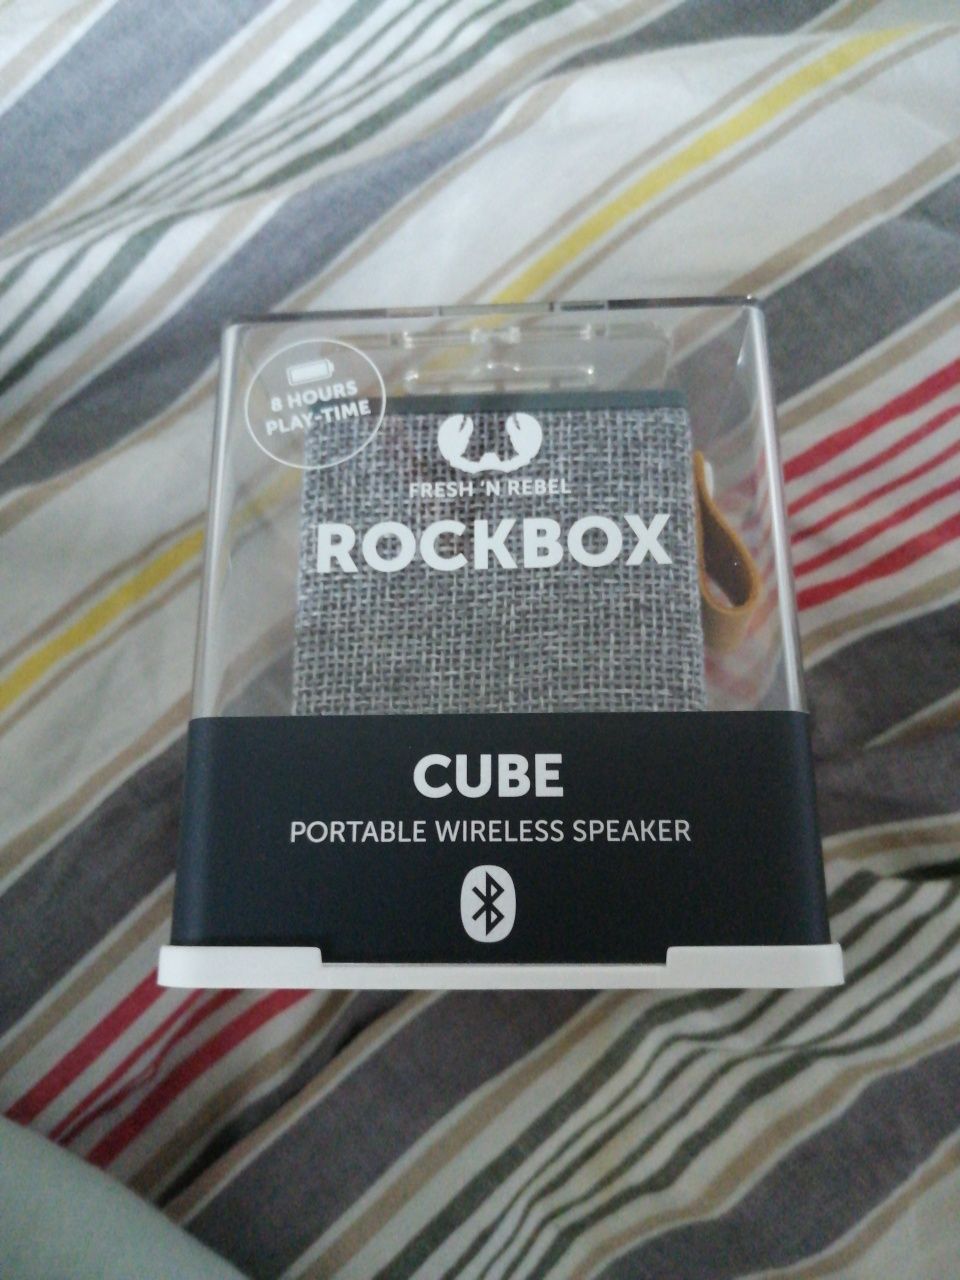 8 HOURS
PLAY-TIME
FRESH 'N REBEL
ROCKBOX
CUBE
PORTABLE WIRELESS SPEAKER